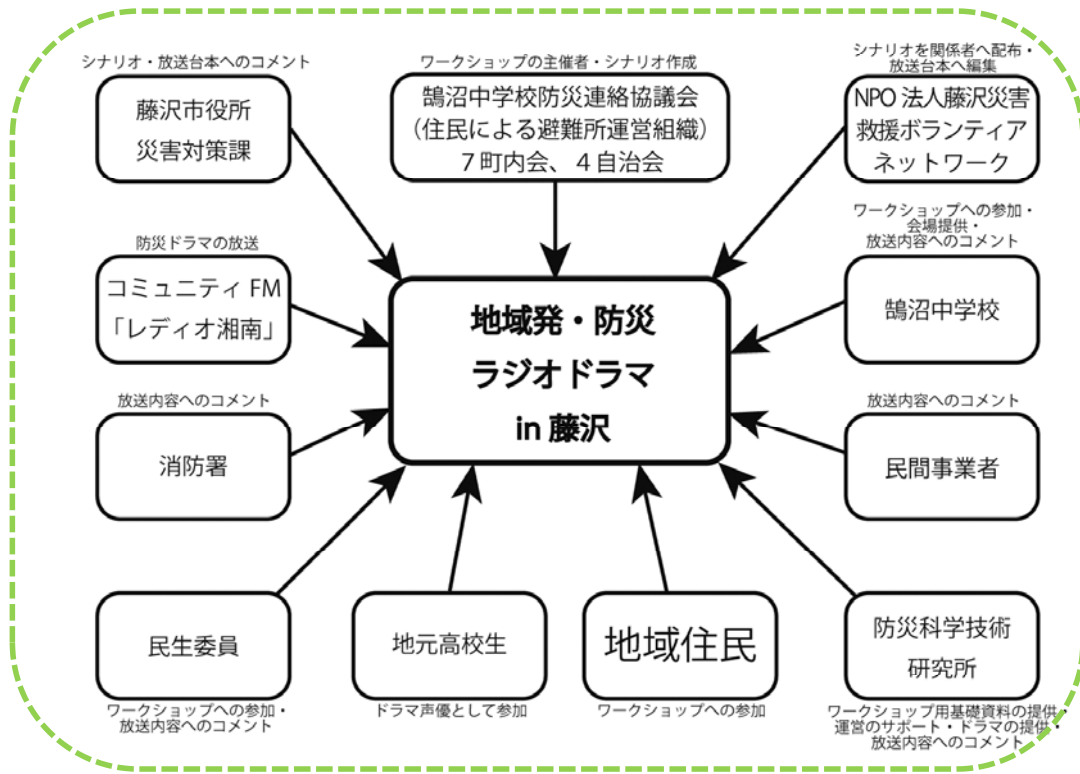 シナリオ・放送台本へのコメント
藤沢市役所
災害対策課
ワークショップの主催者・シナリオ作成
鵠沼中学校防災連絡協議会
（住民による避難所運営組織）
７町内会、４自治会
シナリオを関係者へ配布・
放送台本へ編集
NPO 法人藤沢災害
救援ボランティア
ネットワーク
防災ドラマの放送
コミュニティ FM
「レディオ湘南」
地域発・防災
ラジオドラマ
in 藤沢
ワークショップへの参加・
会場提供・
放送内容へのコメント
鵠沼中学校
放送内容へのコメント
消防署
放送内容へのコメント
民間事業者
民生委員
ワークショップへの参加・
放送内容へのコメント
地元高校生
ドラマ声優として参加
地域住民
ワークショップへの参加
防災科学技術
研究所
ワークショップ用基礎資料の提供・
運営のサポート・ドラマの提供・
放送内容へのコメント